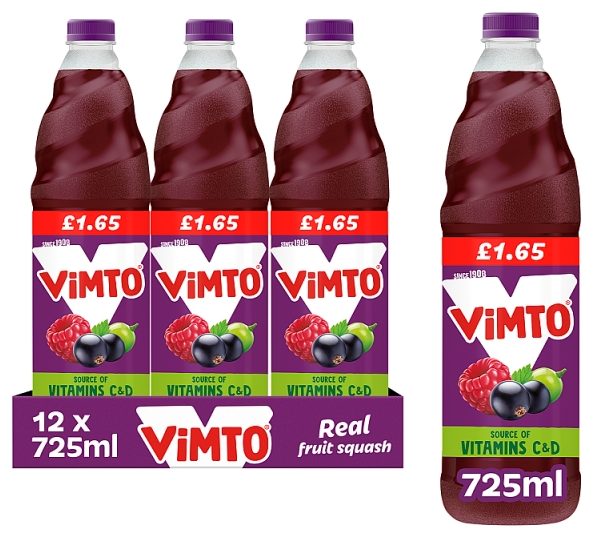 £1.65
SINCE 1908
ViMTO
SOURCE OF
VITAMINS C&D
£1.65
SINCE 1908
ViMTO
SOURCE OF
VITAMINS C&D
£1.65
SINCE 1908
ViMTO
SOURCE OF
VITAMINS C&D
12 x
725ml
ViMTO
Real
fruit squash
£1.65
SINCE 1908
ViMTO
SOURCE OF
VITAMINS C&D
725ml